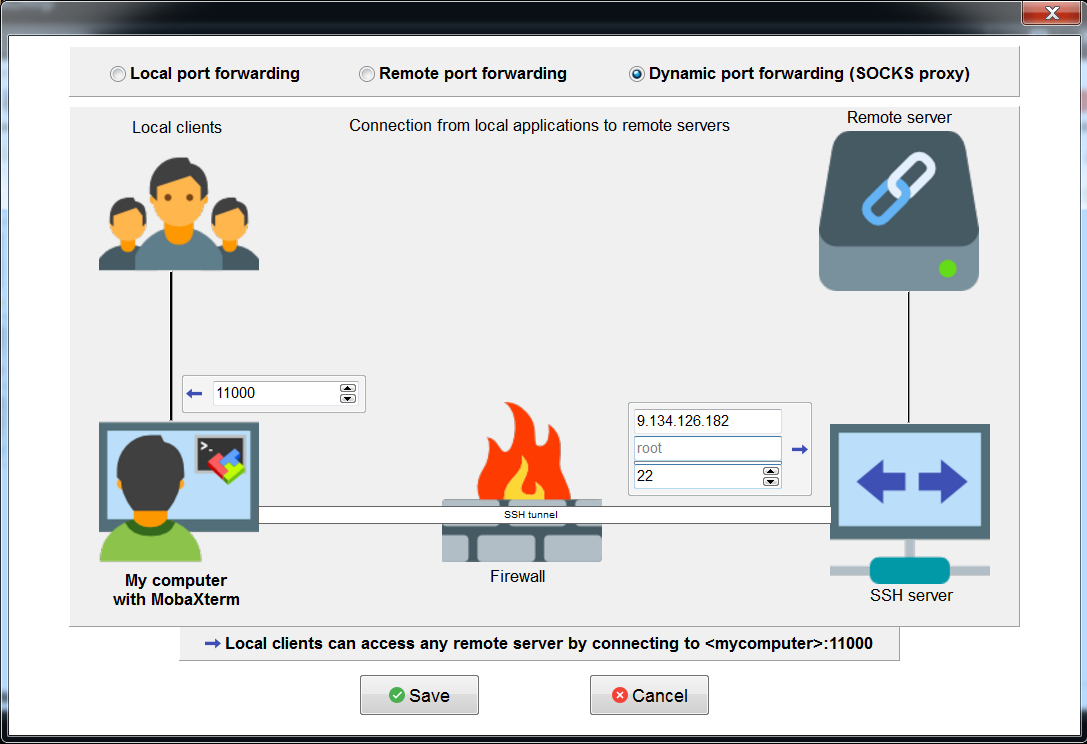 Local port forwarding
Remote port forwarding
Dynamic port forwarding (SOCKS proxy)
Local clients
Connection from local applications to remote servers
Remote server
11000
9.134.126.182
root
22
>_
SSH tunnel
Firewall
My computer
with MobaXterm
SSH server
Local clients can access any remote server by connecting to <mycomputer>:11000
Save
Cancel